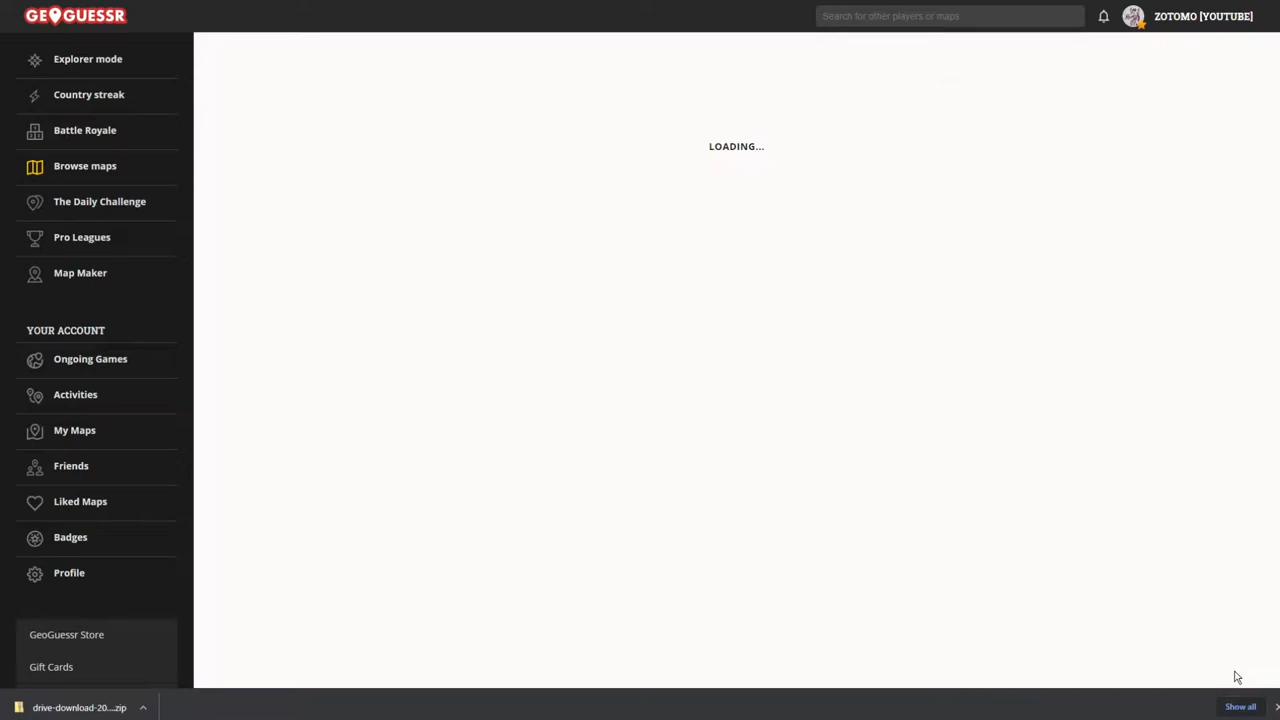 GEOGUESSR
Search for other players or maps
ZOTOMO [YOUTUBE]
Explorer mode
Country streak
Battle Royale
Browse maps
The Daily Challenge
Pro Leagues
Map Maker
LOADING...
YOUR ACCOUNT
Ongoing Games
Activities
My Maps
Friends
Liked Maps
Badges
Profile
GeoGuessr Store
Gift Cards
drive-download-20....zip
Show all